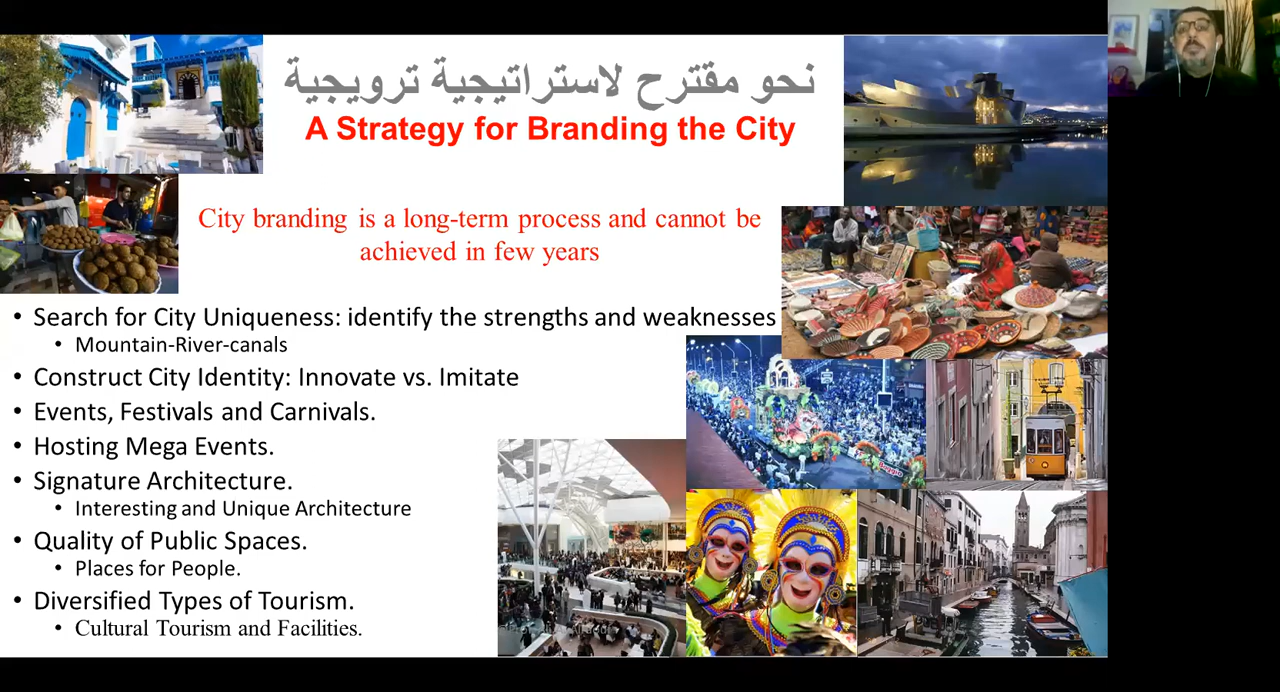 نحو مقترح لاستراتيجية ترويجية
A Strategy for Branding the City
City branding is a long-term process and cannot be
achieved in few years
• Search for City Uniqueness: identify the strengths and weaknesses
• Mountain-River-canals
• Construct City Identity: Innovate vs. Imitate
• Events, Festivals and Carnivals.
• Hosting Mega Events.
• Signature Architecture.
• Interesting and Unique Architecture
• Quality of Public Spaces.
• Places for People.
• Diversified Types of Tourism.
• Cultural Tourism and Facilities.